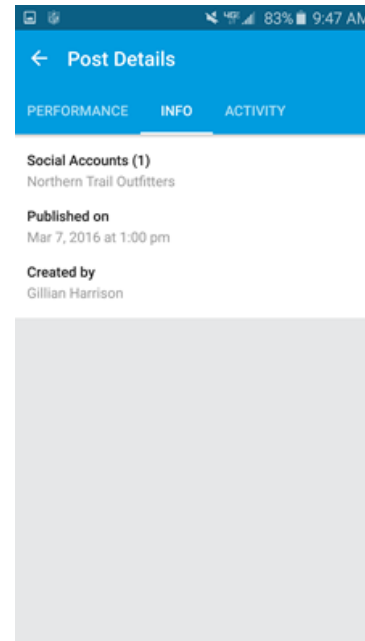 83% 9:47 AM
Post Details
PERFORMANCE INFO ACTIVITY
Social Accounts (1)
Northern Trail Outfitters
Published on
Mar 7, 2016 at 1:00 pm
Created by
Gillian Harrison